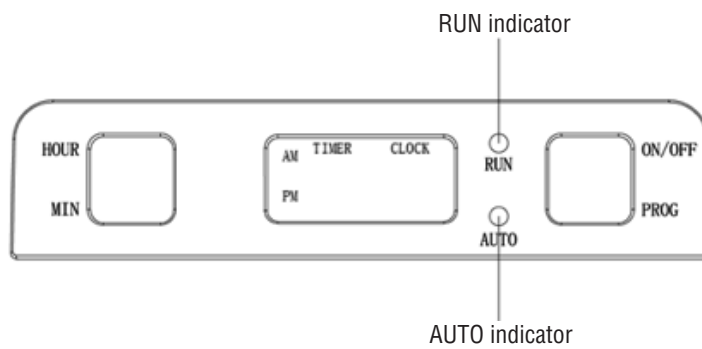 RUN indicator
HOUR
MIN
AM
TIMER
CLOCK
PM
RUN
AUTO
ON/OFF
PROG
AUTO indicator